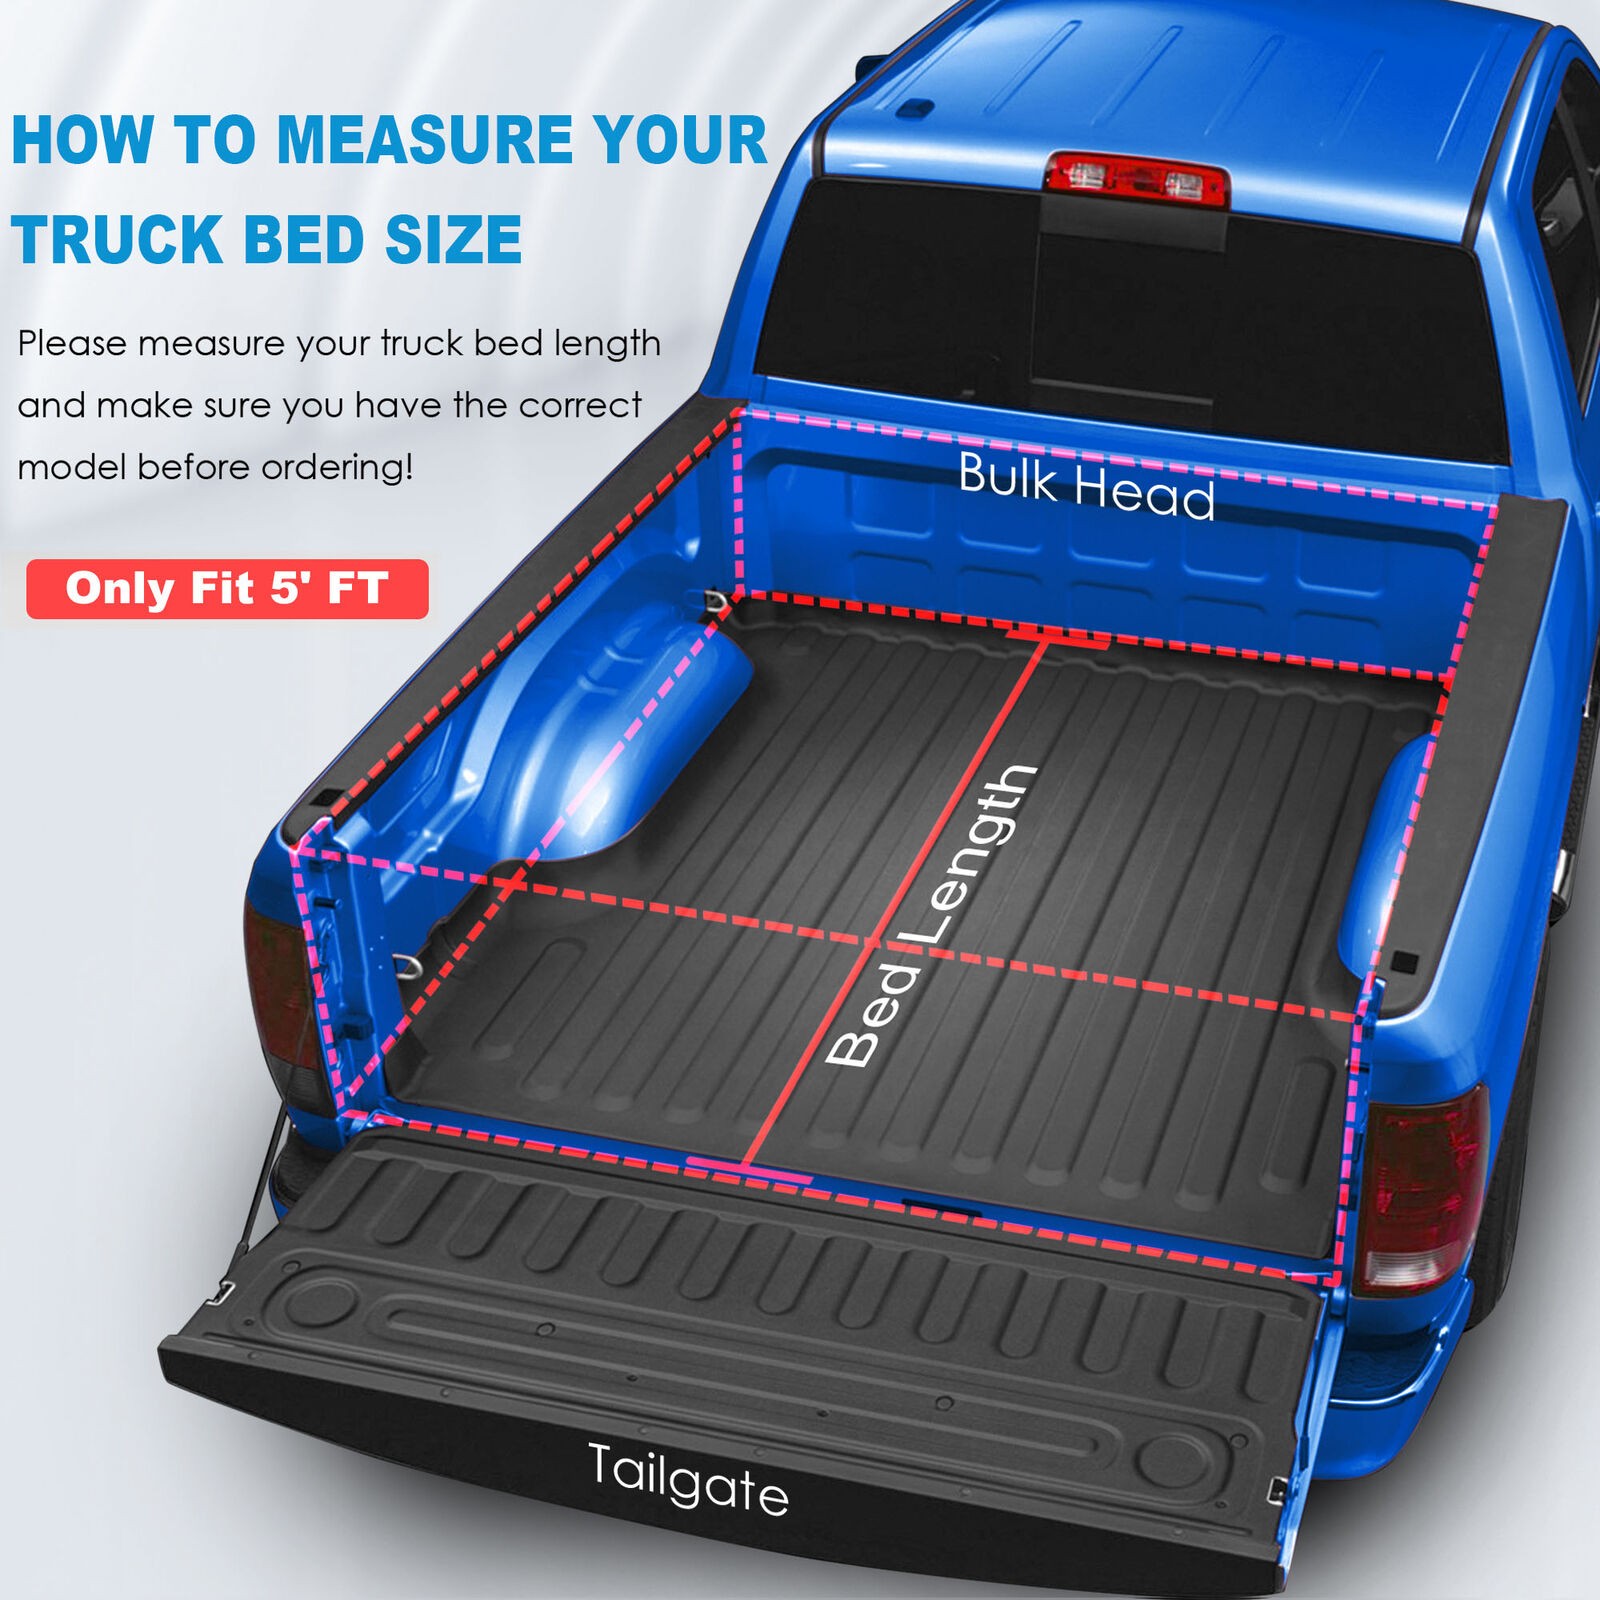 HOW TO MEASURE YOUR
TRUCK BED SIZE
Please measure your truck bed length
and make sure you have the correct
model before ordering!
Only Fit 5' FT
Bulk Head
Bed Length
Tailgate